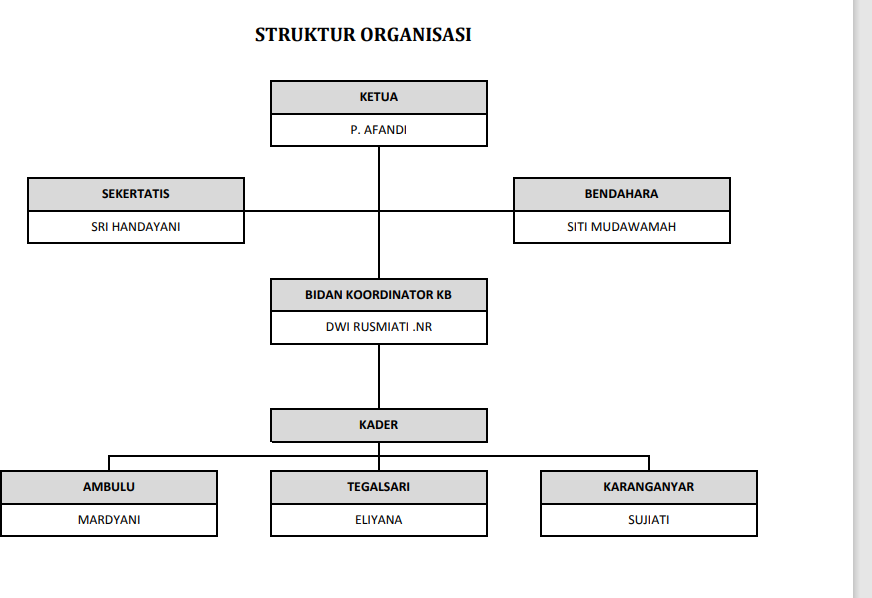 STRUKTUR ORGANISASI
KETUA
P. AFANDI
SEKERTATIS
SRI HANDAYANI
BENDAHARA
SITI MUDAWAMAH
BIDAN KOORDINATOR KB
DWI RUSMIATI .NR
KADER
AMBULU
MARDYANI
TEGALSARI
ELIYANA
KARANGANYAR
SUJIATI